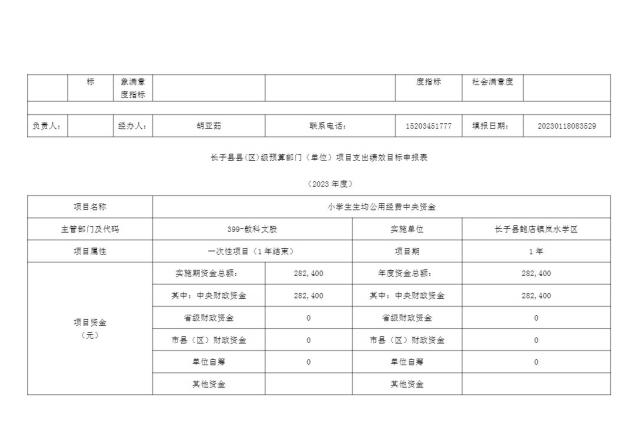 标 象满意 度指标 社会满意度
度指标
负责人： 经办人： 胡亚茹 联系电话： 15203451777 填报日期： 20230118083529
长子县县(区)级预算部门（单位）项目支出绩效目标申报表
（2023 年度）
项目名称 小学生生均公用经费中央资金
主管部门及代码 399-教科文股 实施单位 长子县鲍店镇岚水学区
项目属性 一次性项目（1 年结束） 项目期 1 年
项目资金
（元）
实施期资金总额： 282,400 年度资金总额： 282,400
其中：中央财政资金 282,400 其中：中央财政资金 282,400
省级财政资金 0 省级财政资金 0
市县（区）财政资金 0 市县（区）财政资金 0
单位自筹 0 单位自筹 0
其他资金 其他资金